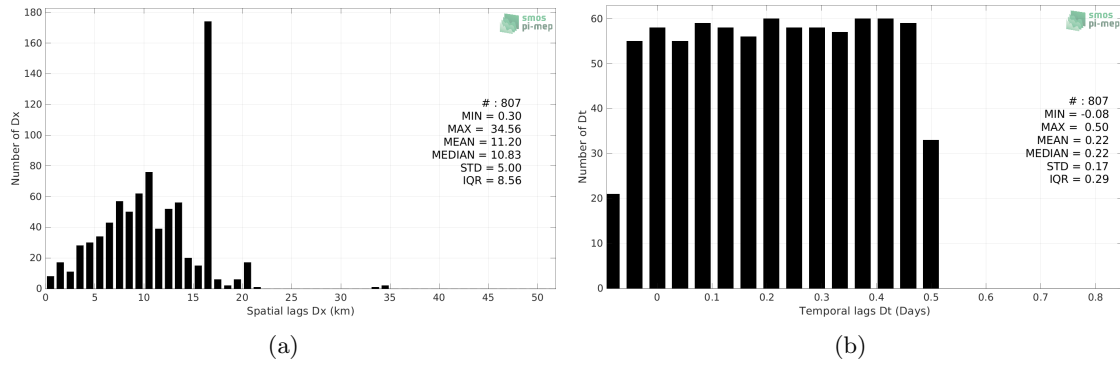 180
160
140
120
100
80
60
40
20
0
Number of Dx
0 5 10 15 20 25 30 35 40 45 50
Spatial lags Dx (km)
smos
pi-mep
# : 807
MIN = 0.30
MAX = 34.56
MEAN = 11.20
MEDIAN = 10.83
STD = 5.00
IQR = 8.56
(a)
60
50
40
30
20
10
0
Number of Dt
0 0.1 0.2 0.3 0.4 0.5 0.6 0.7 0.8
Temporal lags Dt (Days)
smos
pi-mep
# : 807
MIN = -0.08
MAX = 0.50
MEAN = 0.22
MEDIAN = 0.22
STD = 0.17
IQR = 0.29
(b)